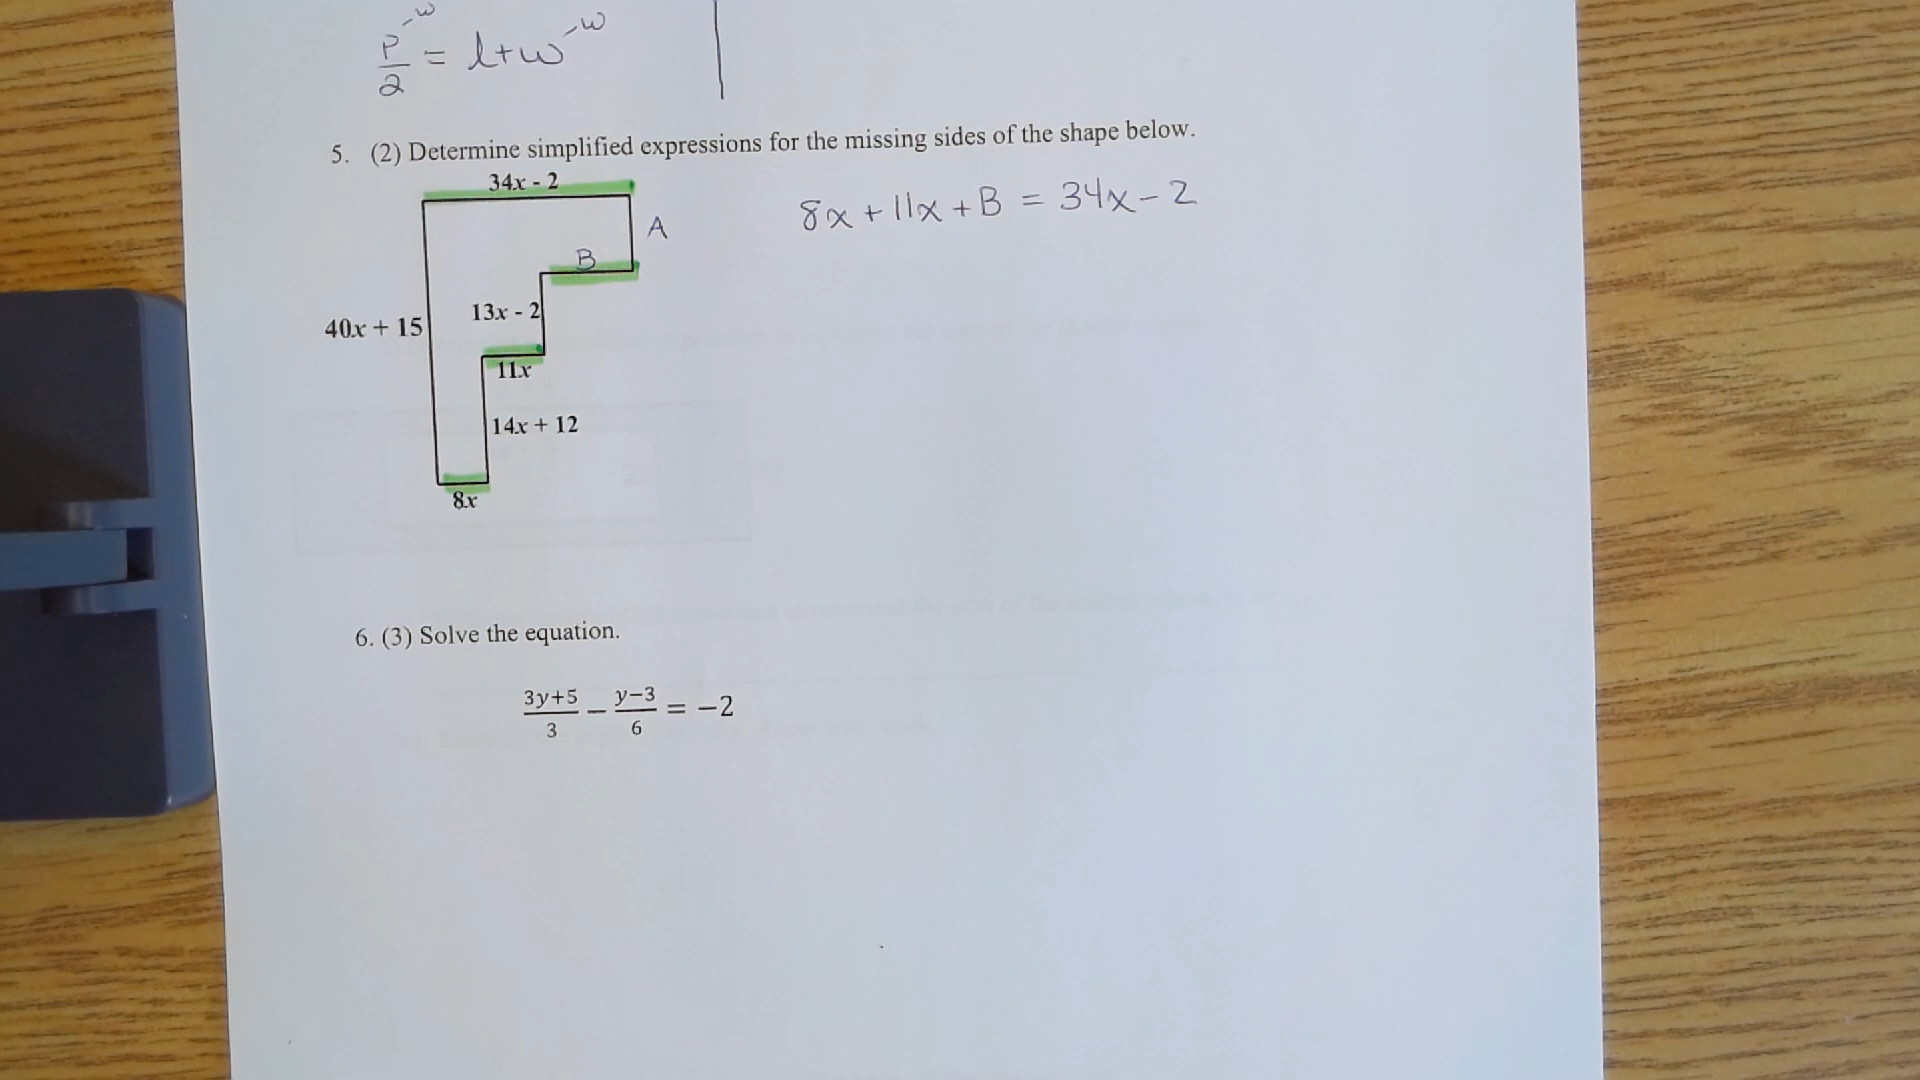 -w
P/2 = l+w -w
5. (2) Determine simplified expressions for the missing sides of the shape below.
34x - 2
8x + 11x + B = 34x - 2
A
B
13x - 2
40x + 15
11x
14x + 12
8x
6. (3) Solve the equation.
3y+5/3 − y−3/6 = −2